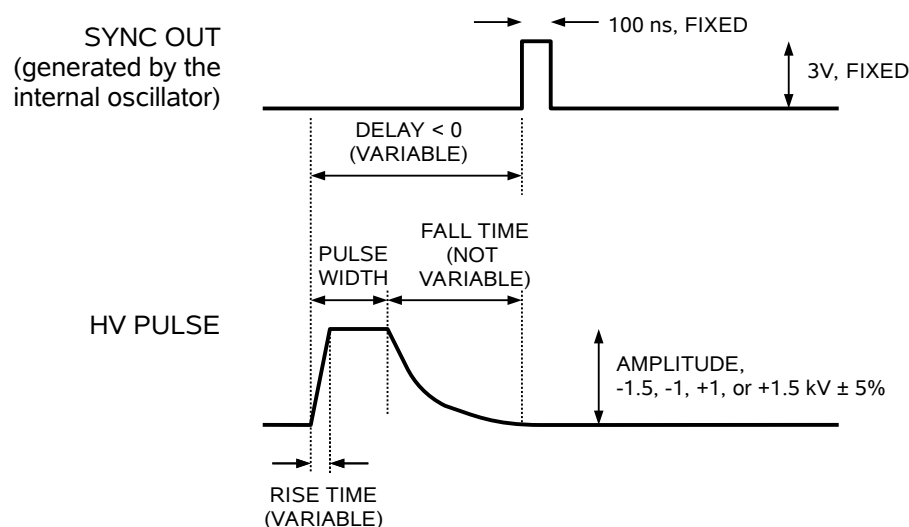 SYNC OUT
(generated by the
internal oscillator)
100 ns, FIXED
3V, FIXED
DELAY < 0
(VARIABLE)
FALL TIME
(NOT
VARIABLE)
PULSE
WIDTH
HV PULSE
AMPLITUDE,
-1.5, -1, +1, or +1.5 kV ± 5%
RISE TIME
(VARIABLE)